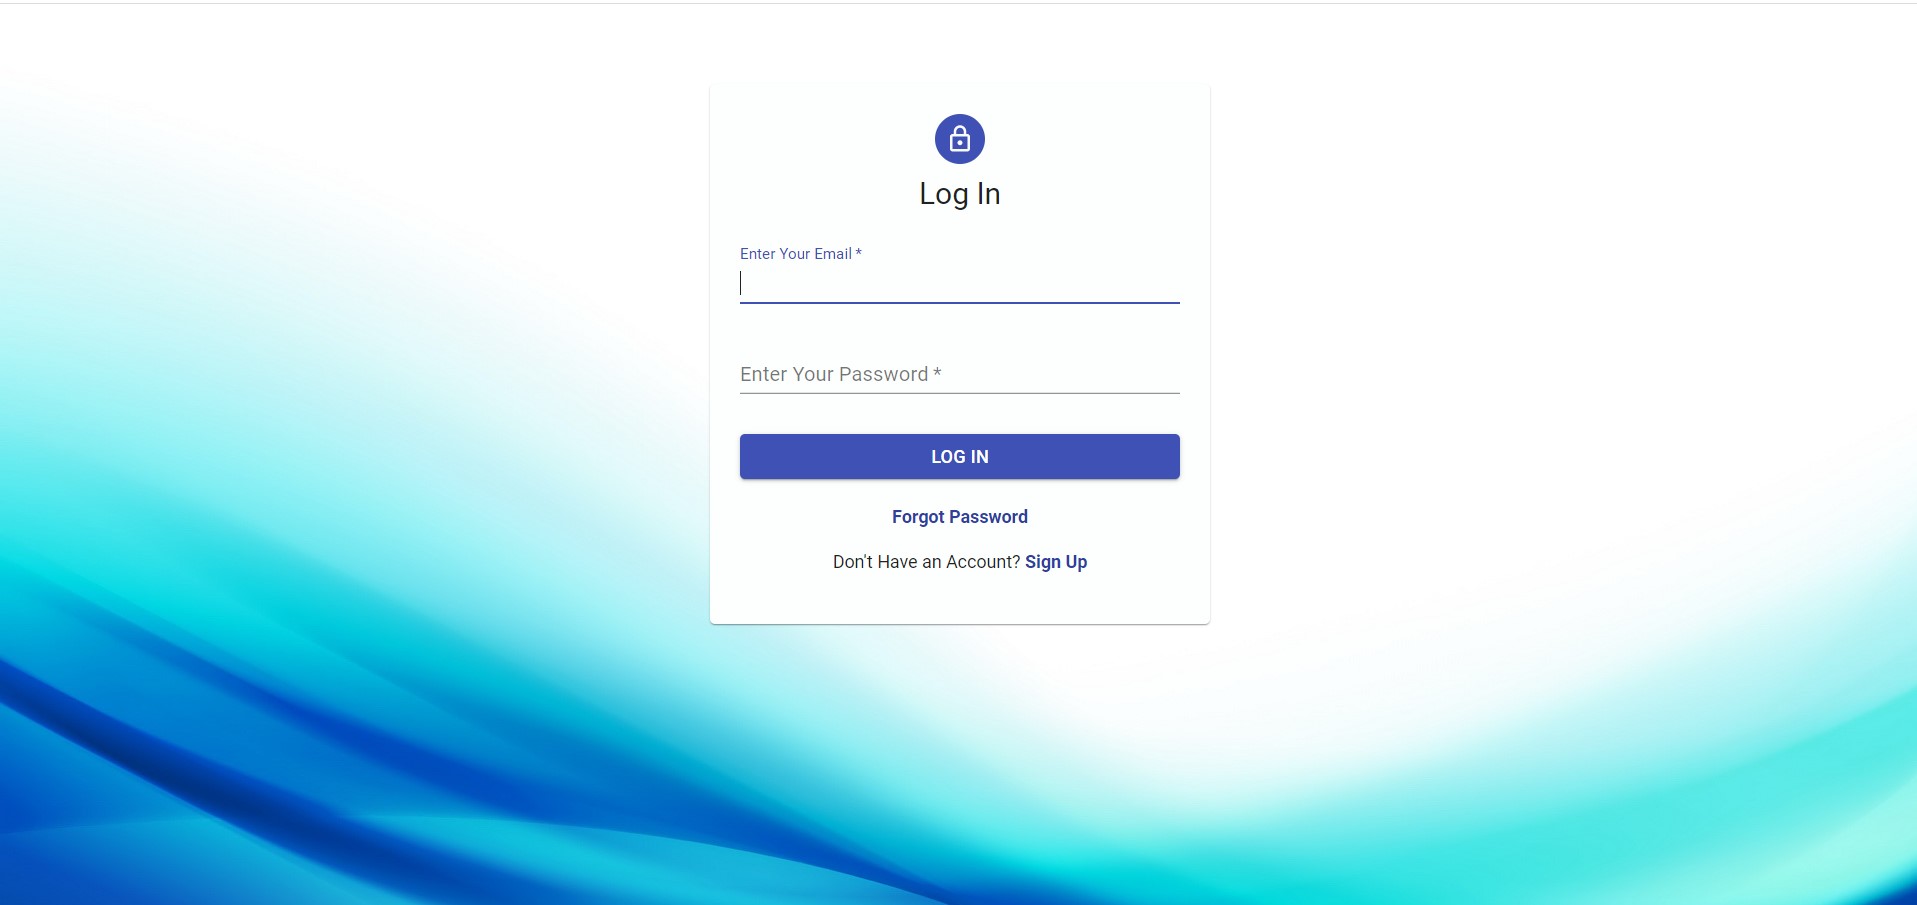 Log In
Enter Your Email *
Enter Your Password *
LOG IN
Forgot Password
Don't Have an Account? Sign Up